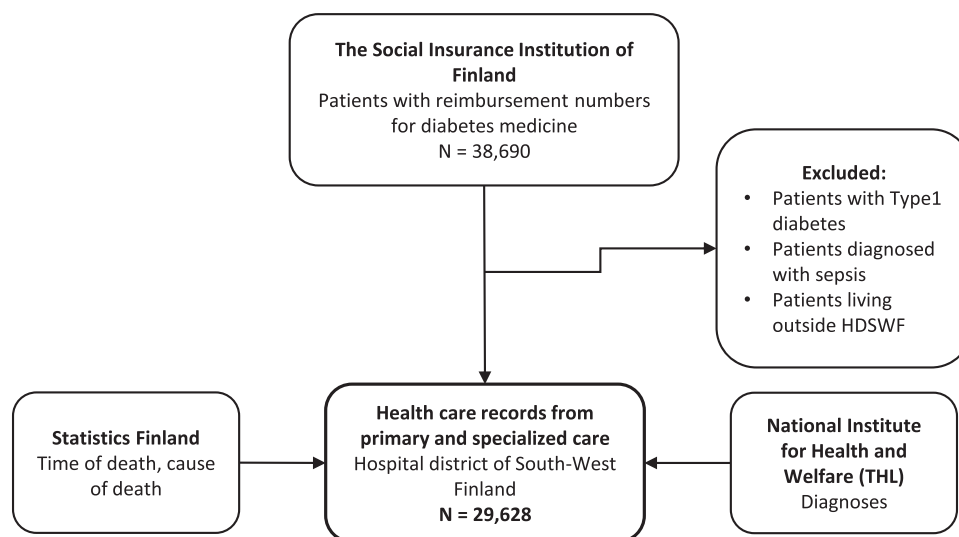 The Social Insurance Institution of
Finland
Patients with reimbursement numbers
for diabetes medicine
N = 38,690
Excluded:
• Patients with Type1
diabetes
• Patients diagnosed
with sepsis
• Patients living
outside HDSWF
Statistics Finland
Time of death, cause
of death
Health care records from
primary and specialized care
Hospital district of South-West
Finland
N = 29,628
National Institute
for Health and
Welfare (THL)
Diagnoses